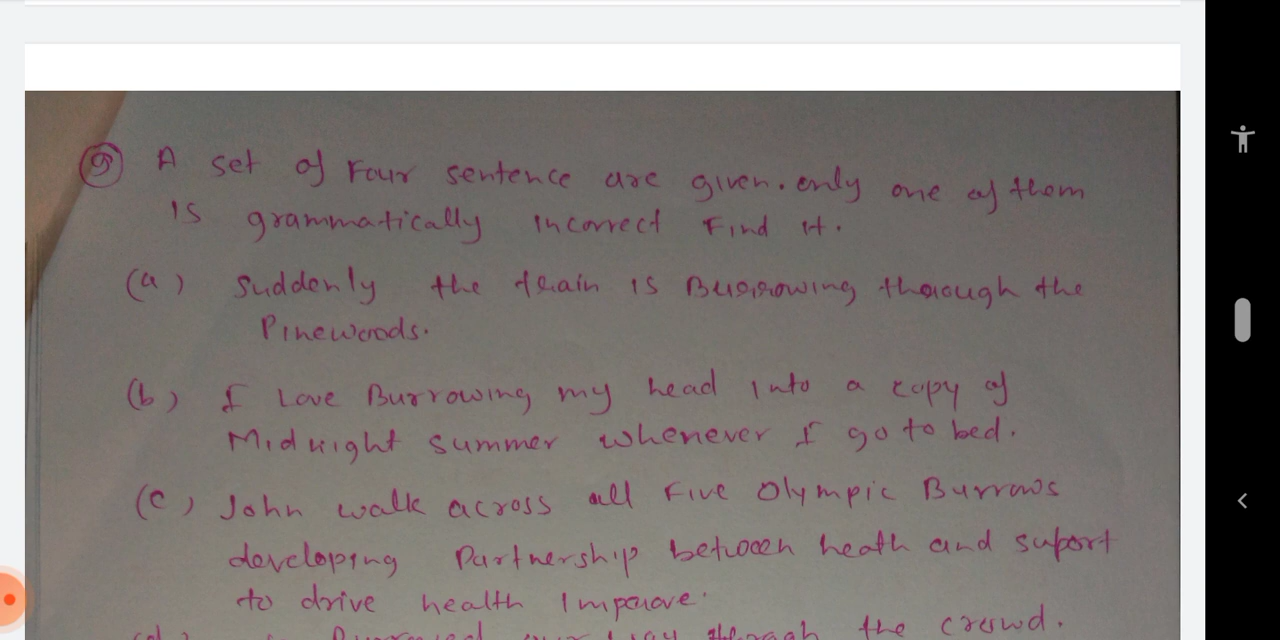 9 A set of Four sentence are given. only one of them
is grammatically incorrect Find it.
(a) suddenly the train is Burrowing through the
Pinewoods.
(b) I Love Burrowing my head into a copy of
Midnight summer whenever I go to bed.
(c) John walk across all Five Olympic Burrows
developing Partnership between heath and suport
to drive health Improve.
the crowd.